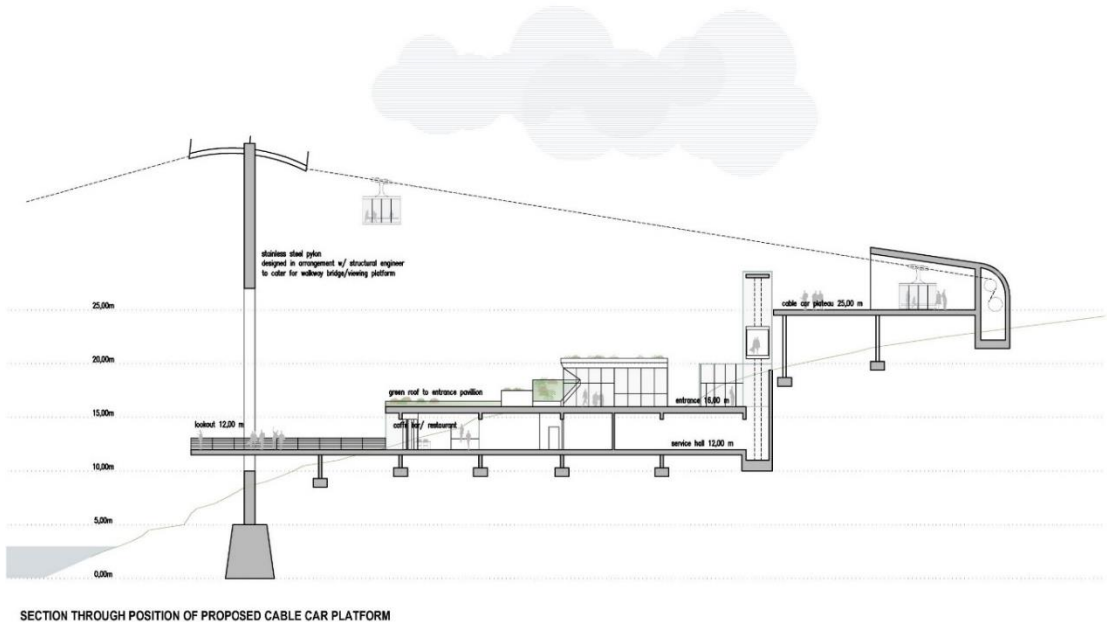 stainless steel pylon
designed in arrangement w/ structural engineer
to cater for walkway bridge/viewing platform
25,00m
cable car plateau 25,00 m
20,00m
green roof to entrance pavilion
entrance 16,00 m
15,00m
lookout 12,00 m
caffe bar/ restaurant
service hall 12,00 m
10,00m
5,00m
0,00m
SECTION THROUGH POSITION OF PROPOSED CABLE CAR PLATFORM